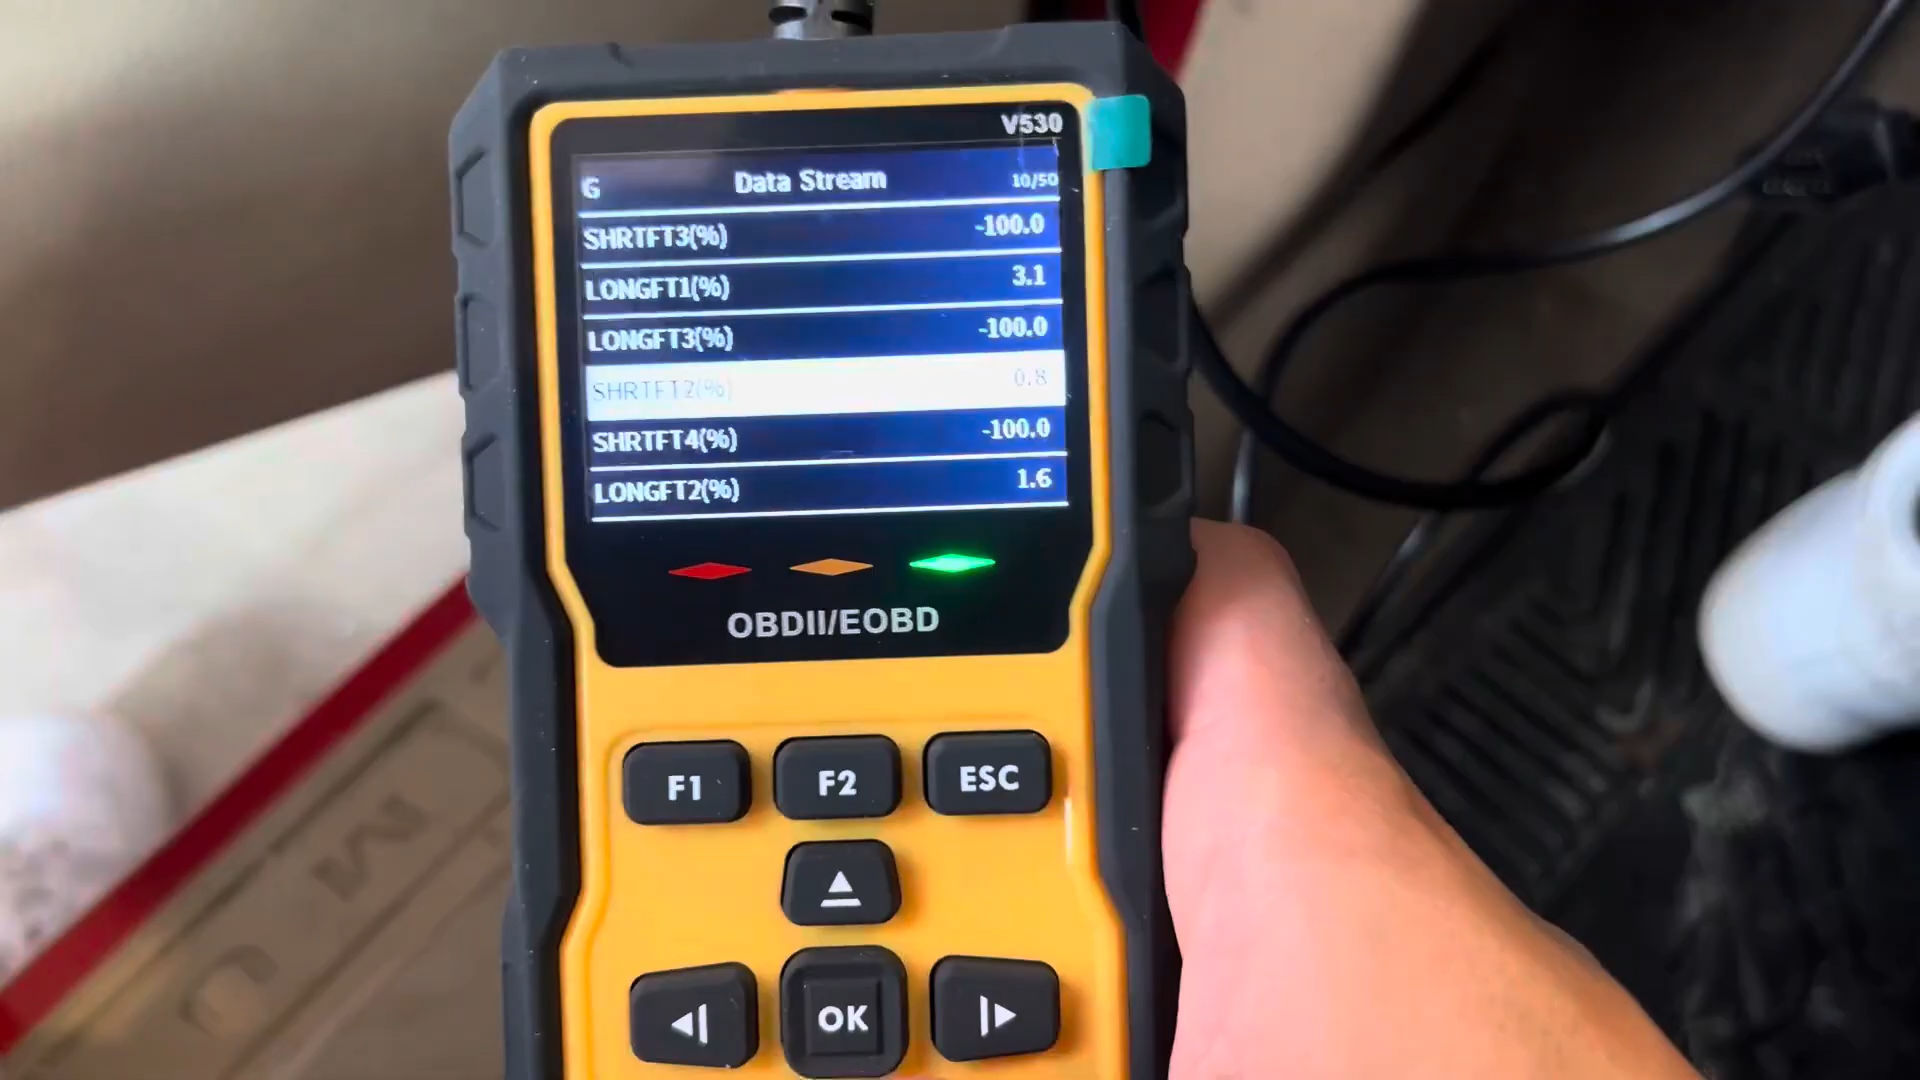 V530
G Data Stream 10/50
SHRTFT3(%) -100.0
LONGFT1(%) 3.1
LONGFT3(%) -100.0
SHRTFT2(%) 0.8
SHRTFT4(%) -100.0
LONGFT2(%) 1.6
OBDII/EOBD
F1 F2 ESC
OK